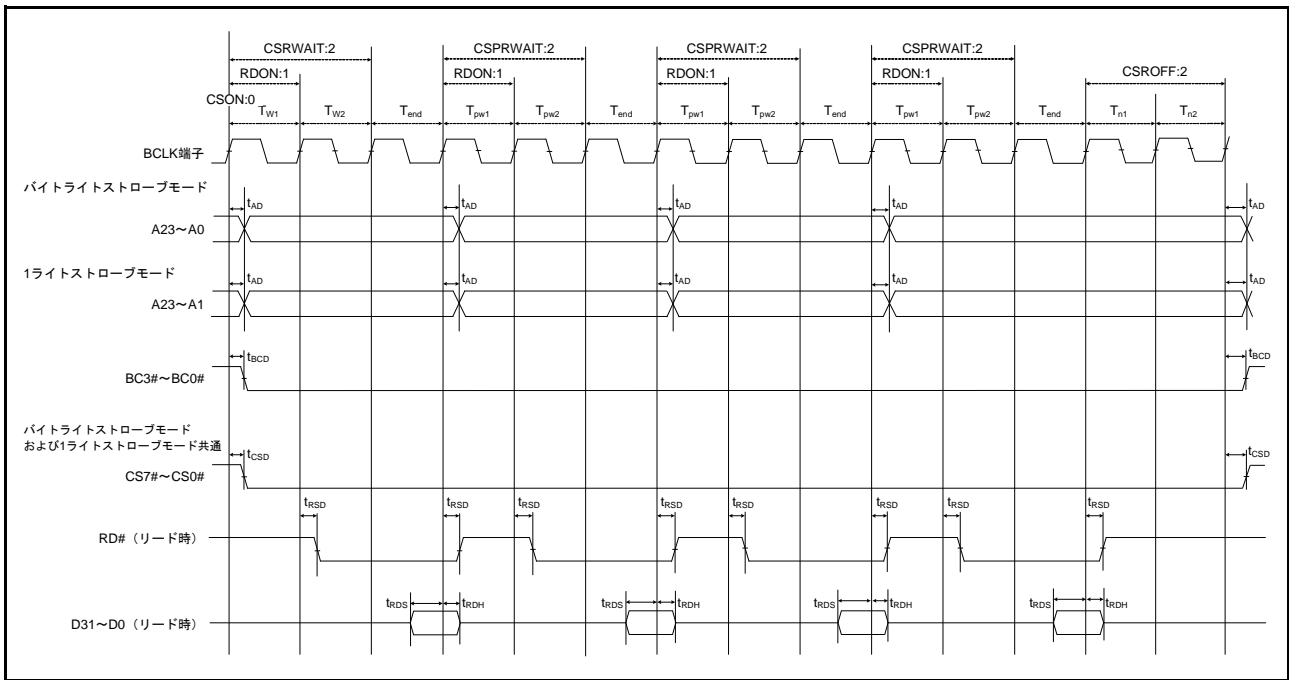 CSRWAIT:2 CSPRWAIT:2 CSPRWAIT:2 CSPRWAIT:2
RDON:1 RDON:1 RDON:1 RDON:1 CSROFF:2
CSON:0
TW1 TW2 Tend Tpw1 Tpw2 Tend Tpw1 Tpw2 Tend Tpw1 Tpw2 Tend Tn1 Tn2
BCLK端子
バイトライトストローブモード
tAD tAD tAD tAD tAD
A23～A0
1ライトストローブモード
tAD tAD tAD tAD tAD
A23～A1
tBCD tBCD
BC3#～BC0#
バイトライトストローブモード
および1ライトストローブモード共通
tCSD tCSD
CS7#～CS0#
tRSD tRSD tRSD tRSD tRSD tRSD tRSD tRSD
RD#（リード時）
tRDS tRDH tRDS tRDH tRDS tRDH tRDS tRDH
D31～D0（リード時）